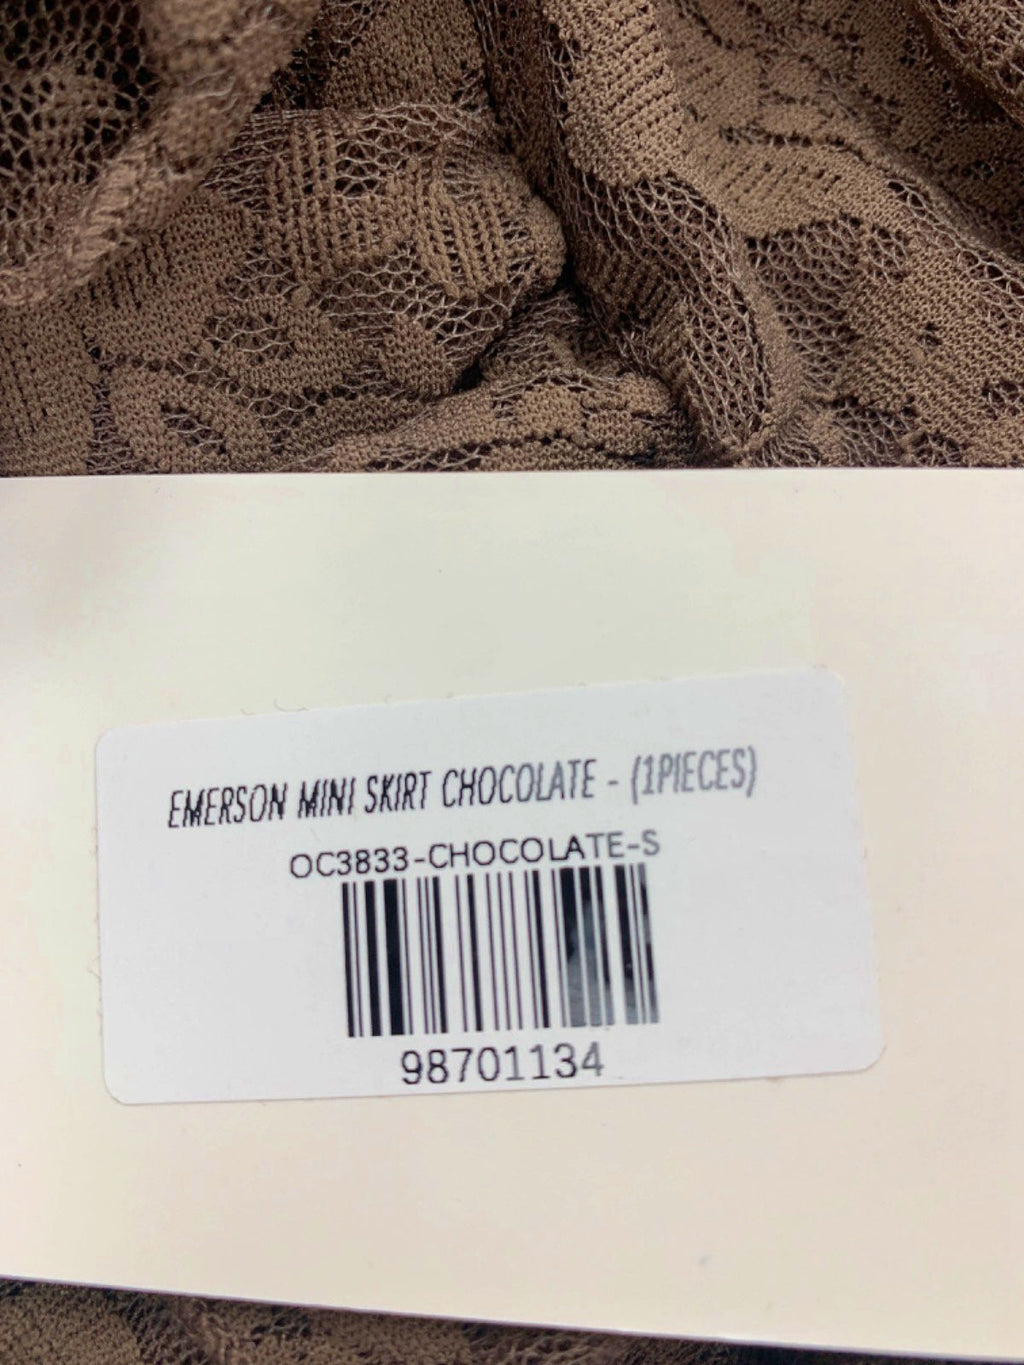 EMERSON MINI SKIRT CHOCOLATE - (1PIECES)
OC3833-CHOCOLATE-S
98701134